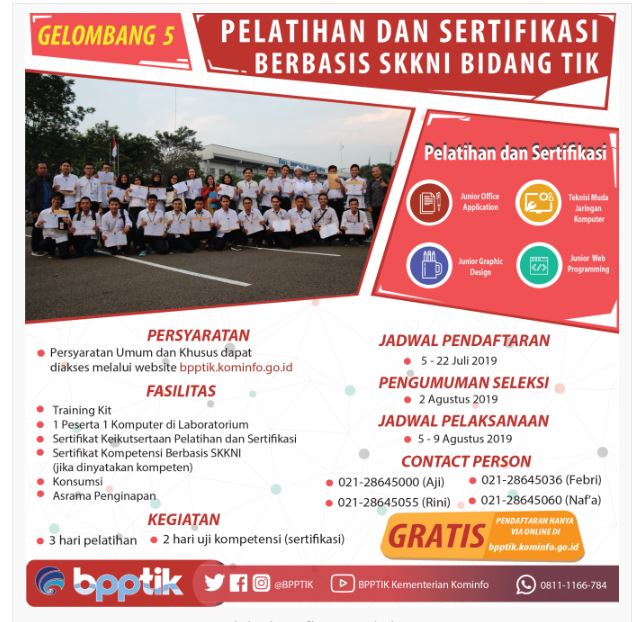 GELOMBANG 5
PELATIHAN DAN SERTIFIKASI
BERBASIS SKKNI BIDANG TIK
Pelatihan dan Sertifikasi
Junior Office
Application
Teknisi Muda
Jaringan
Komputer
Junior Graphic
Design
Junior Web
Programming
PERSYARATAN
Persyaratan Umum dan Khusus dapat
diakses melalui website bpptik.kominfo.go.id
FASILITAS
Training Kit
1 Peserta 1 Komputer di Laboratorium
Sertifikat Keikutsertaan Pelatihan dan Sertifikasi
Sertifikat Kompetensi Berbasis SKKNI
(jika dinyatakan kompeten)
Konsumsi
Asrama Penginapan
KEGIATAN
3 hari pelatihan
2 hari uji kompetensi (sertifikasi)
JADWAL PENDAFTARAN
5 - 22 Juli 2019
PENGUMUMAN SELEKSI
2 Agustus 2019
JADWAL PELAKSANAAN
5 - 9 Agustus 2019
CONTACT PERSON
021-28645000 (Aji)
021-28645036 (Febri)
021-28645055 (Rini)
021-28645060 (Naf'a)
GRATIS
PENDAFTARAN HANYA
VIA ONLINE DI
bpptik.kominfo.go.id
bpptik
@BPPTIK
BPPTIK Kementerian Kominfo
0811-1166-784